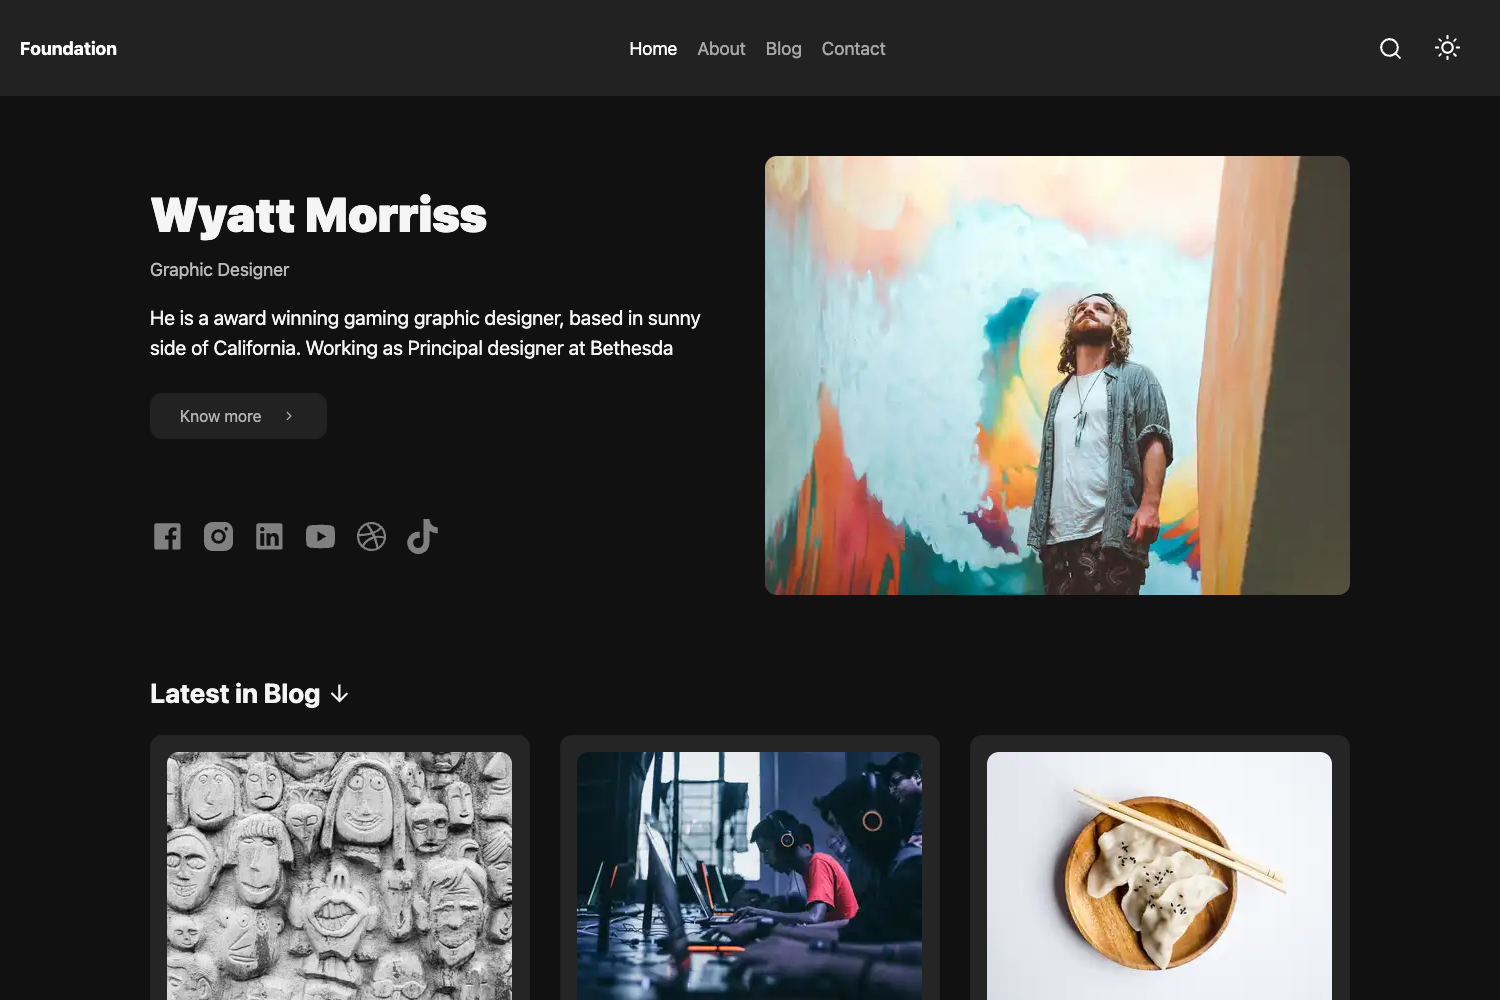 Foundation
Home About Blog Contact
Wyatt Morriss
Graphic Designer
He is a award winning gaming graphic designer, based in sunny
side of California. Working as Principal designer at Bethesda
Know more
Latest in Blog